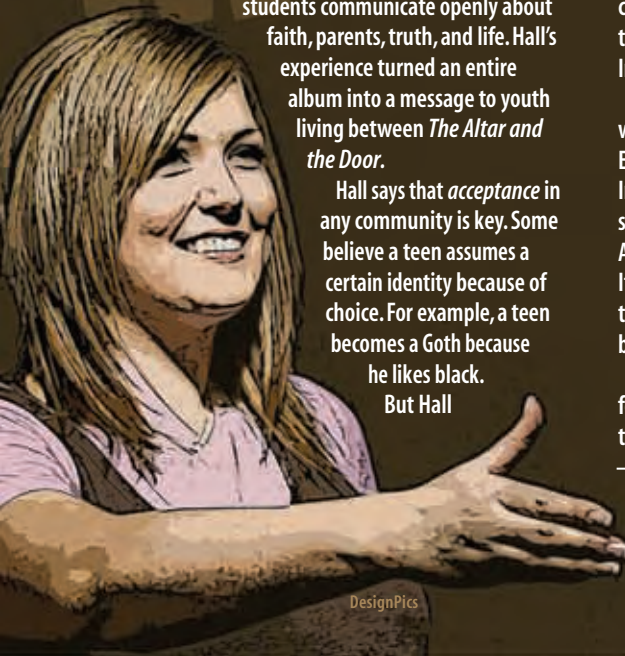 students communicate openly about
faith, parents, truth, and life. Hall's
experience turned an entire
album into a message to youth
living between The Altar and
the Door.
Hall says that acceptance in
any community is key. Some
believe a teen assumes a
certain identity because of
choice. For example, a teen
becomes a Goth because
he likes black.
But Hall
DesignPics